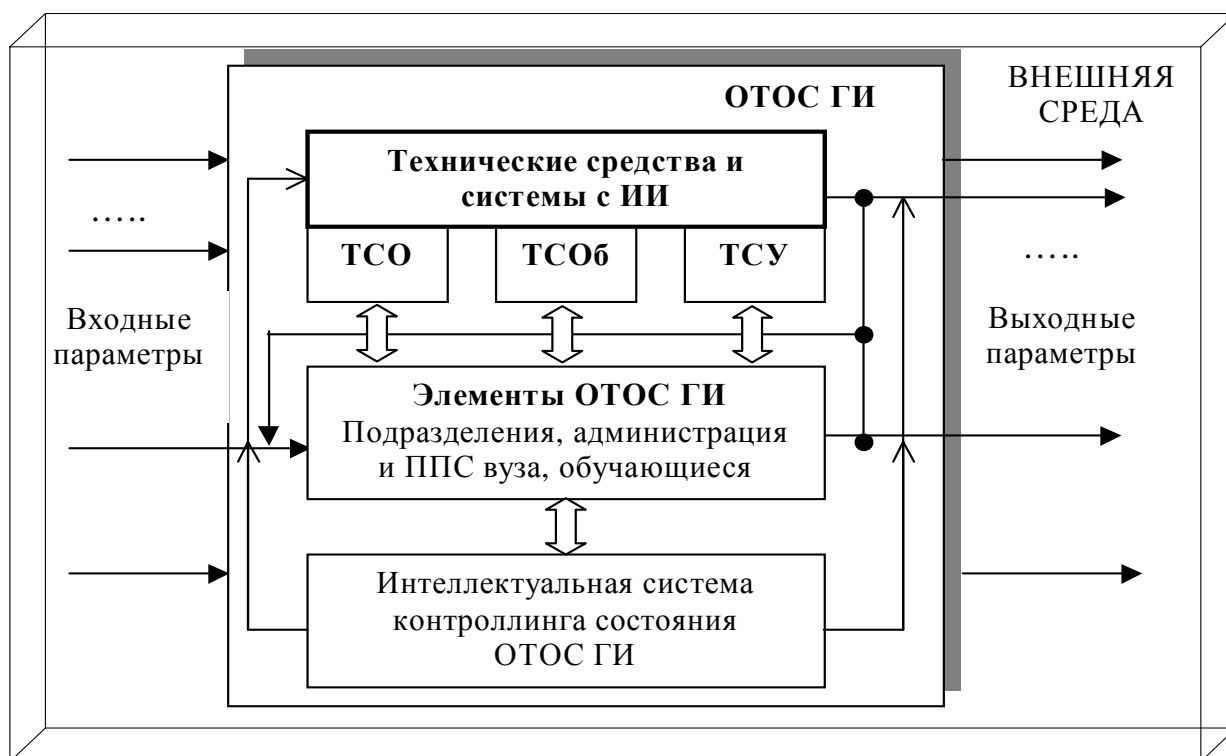 ОТОС ГИ
ВНЕШНЯЯ
СРЕДА
Технические средства и
системы с ИИ
…..
ТСО
ТСОб
ТСУ
…..
Входные
параметры
Выходные
параметры
Элементы ОТОС ГИ
Подразделения, администрация
и ППС вуза, обучающиеся
Интеллектуальная система
контроллинга состояния
ОТОС ГИ